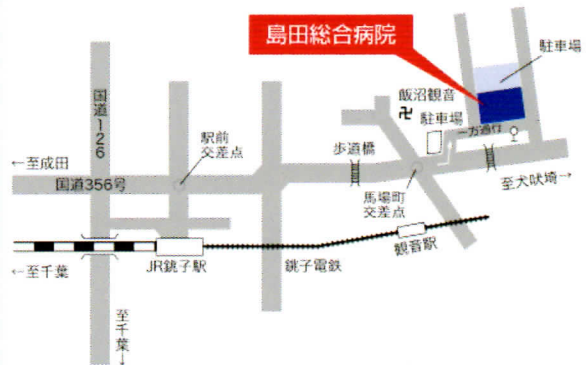 島田総合病院
駐車場
国道126
飯沼観音
卍
駐車場
一方通行
駅前
交差点
歩道橋
←至成田
国道356号
至犬吠埼→
馬場町
交差点
観音駅
JR銚子駅
銚子電鉄
←至千葉
至千葉→